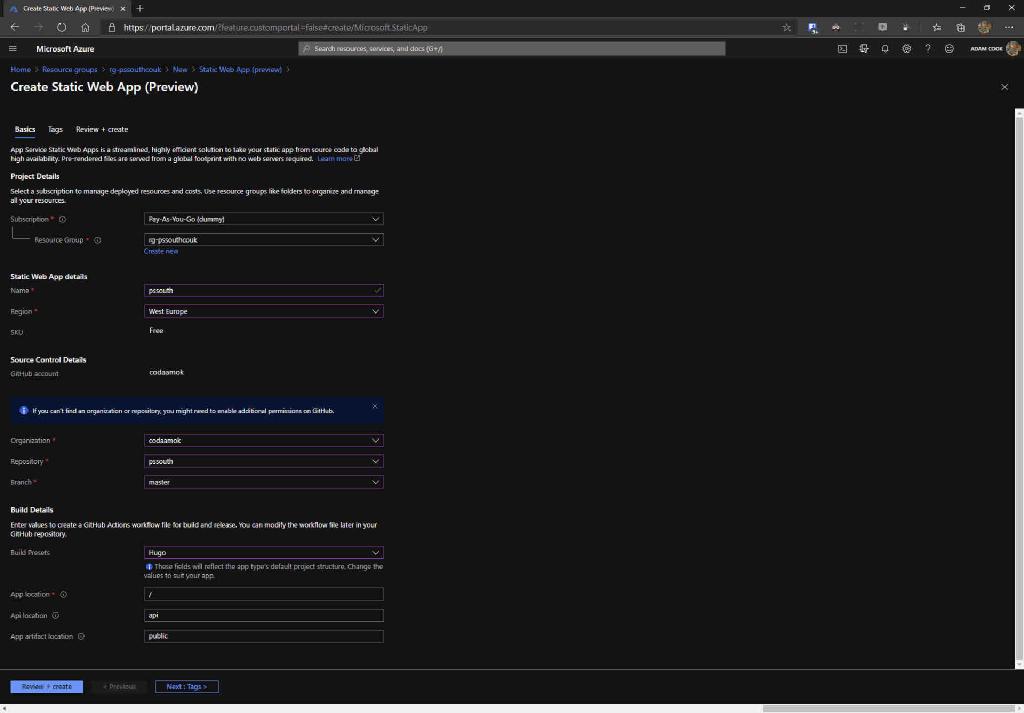 Create Static Web App (Preview)
https://portal.azure.com/?feature.customportal=false#create/Microsoft.StaticApp
Microsoft Azure
Search resources, services, and docs (G+/)
ADAM COOK
Home > Resource groups > rg-pssouthcouk > New > Static Web App (preview) >
Create Static Web App (Preview)
Basics Tags Review + create
App Service Static Web Apps is a streamlined, highly efficient solution to take your static app from source code to global
high availability. Pre-rendered files are served from a global footprint with no web servers required. Learn more
Project Details
Select a subscription to manage deployed resources and costs. Use resource groups like folders to organize and manage
all your resources.
Subscription * Pay-As-You-Go (dummy)
Resource Group * rg-pssouthcouk
Create new
Static Web App details
Name * pssouth
Region * West Europe
SKU Free
Source Control Details
GitHub account codaamok
If you can't find an organization or repository, you might need to enable additional permissions on GitHub.
Organization * codaamok
Repository * pssouth
Branch * master
Build Details
Enter values to create a GitHub Actions workflow file for build and release. You can modify the workflow file later in your
GitHub repository.
Build Presets Hugo
These fields will reflect the app type's default project structure. Change the
values to suit your app.
App location * /
Api location api
App artifact location public
Review + create < Previous Next : Tags >